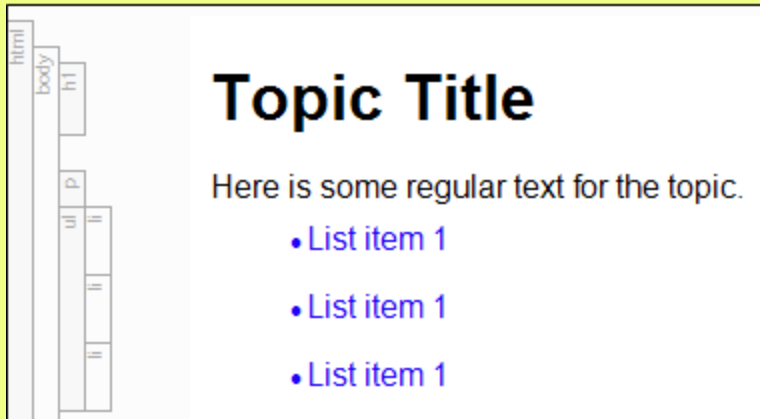 html
body
h1
Topic Title
p
Here is some regular text for the topic.
ul
li
• List item 1
li
• List item 1
li
• List item 1